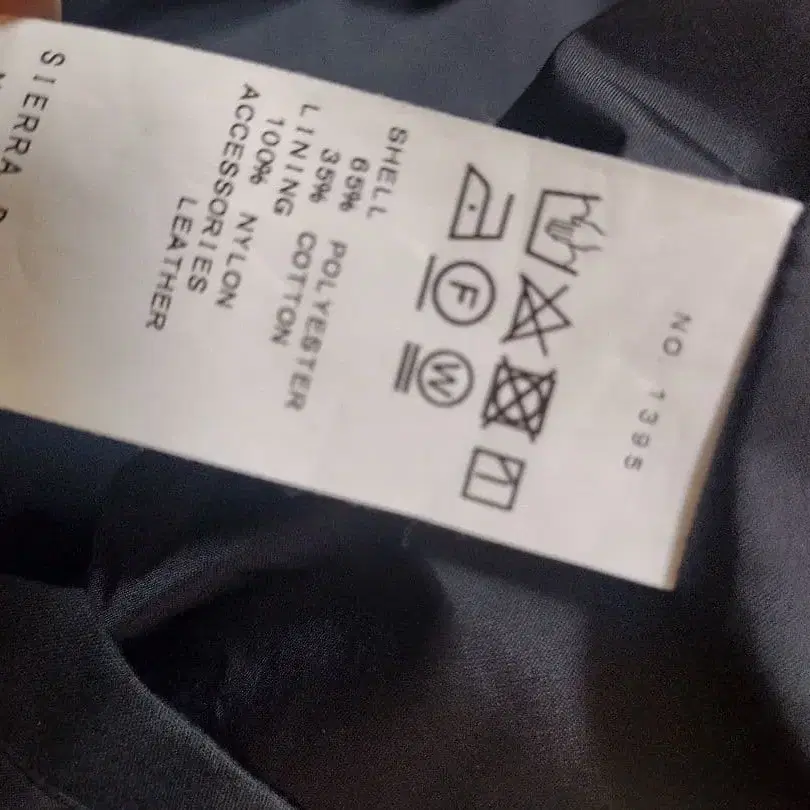 NO. 1395
F
W
SHELL
65% POLYESTER
35% COTTON
LINING
100% NYLON
ACCESSORIES
LEATHER
SIERRA